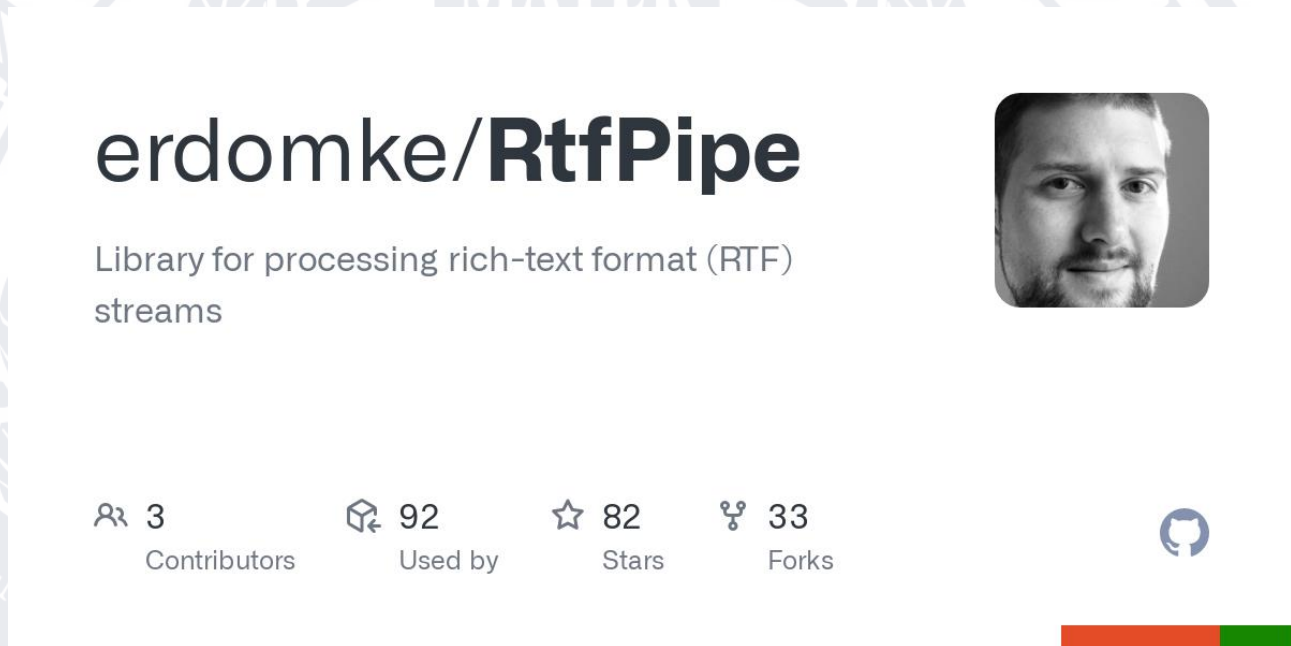 erdomke/RtfPipe
Library for processing rich-text format (RTF)
streams
3 92 82 33
Contributors Used by Stars Forks